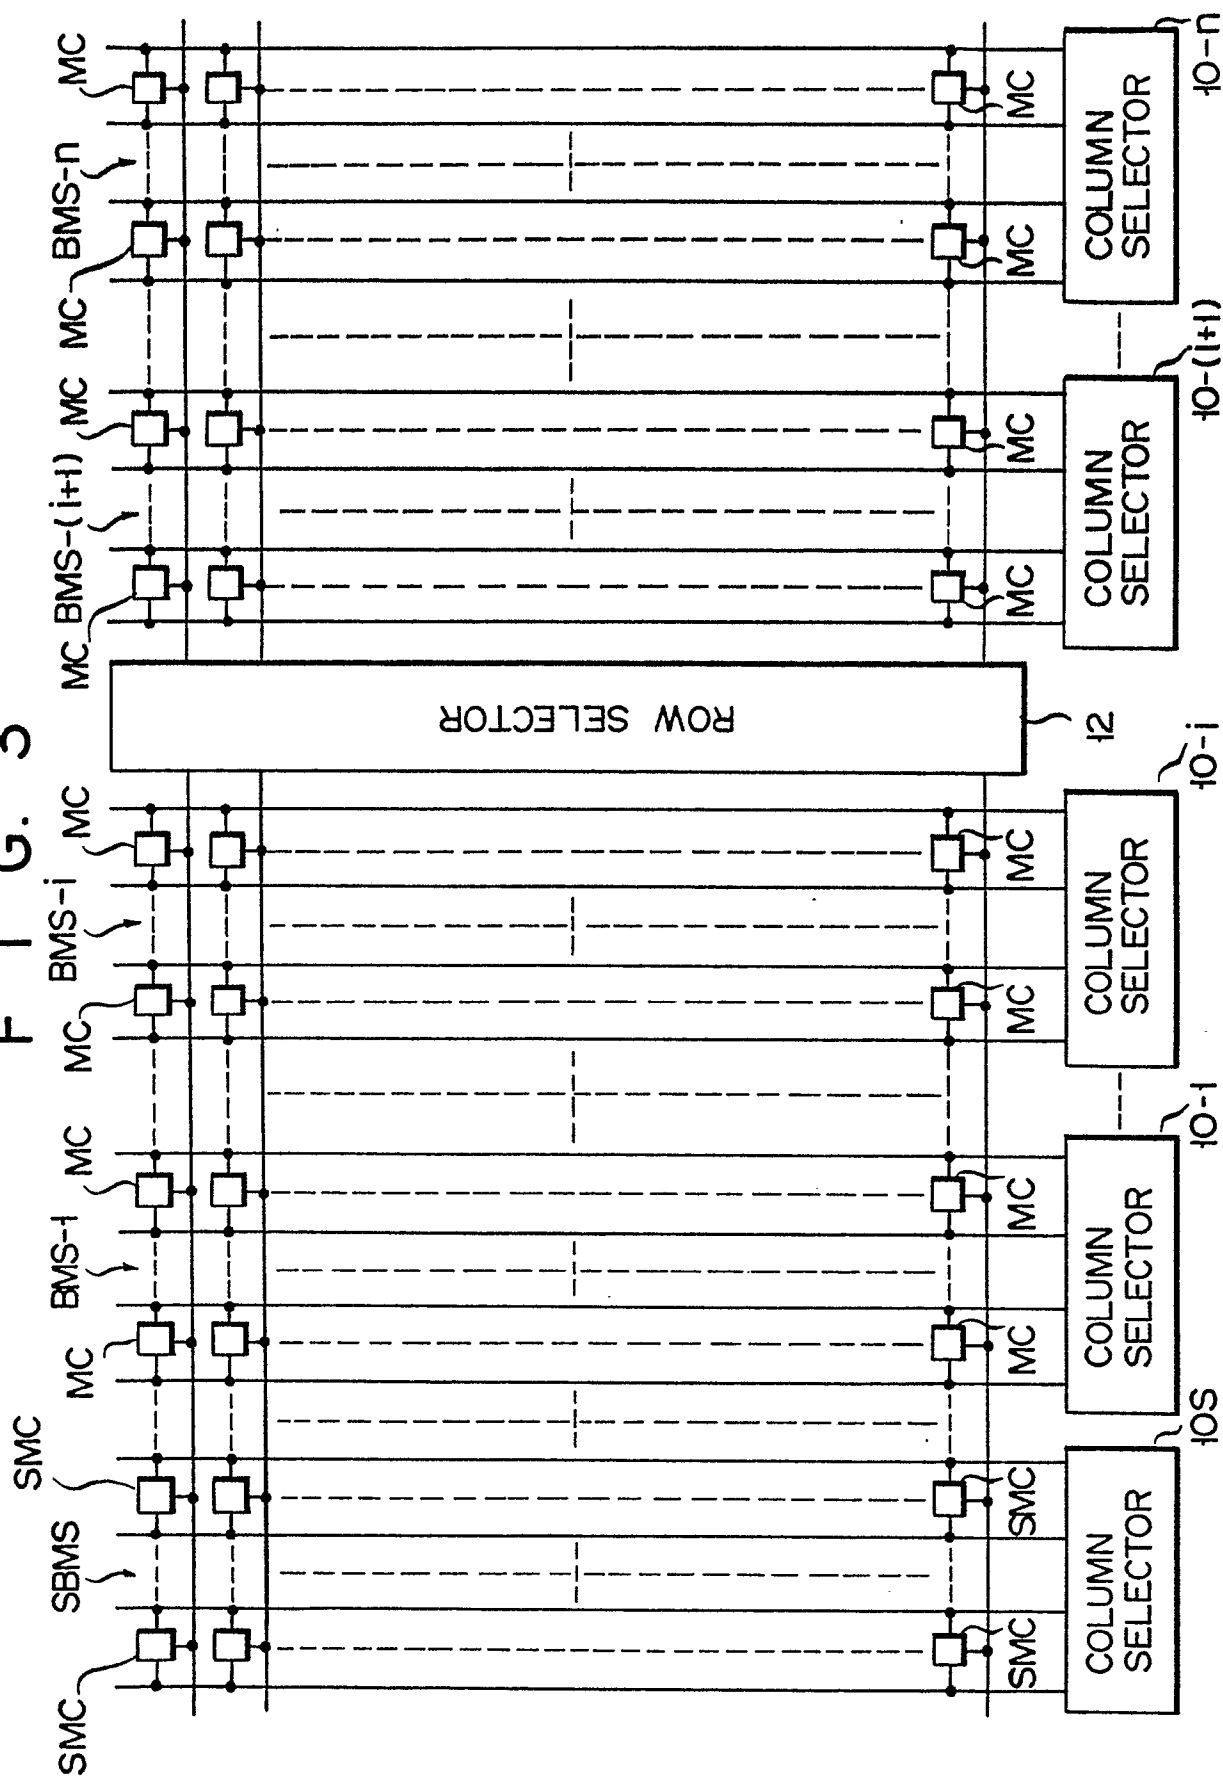 F I G.
SMC
SBMS
SMC
MC
BMS-1
MC
MC
BMS-i
MC
MC
BMS-(i+1)
MC
MC
BMS-n
MC
ROW SELECTOR
SMC
SMC
MC
MC
MC
MC
12
MC
MC
MC
MC
COLUMN
SELECTOR
COLUMN
SELECTOR
COLUMN
SELECTOR
COLUMN
SELECTOR
COLUMN
SELECTOR
10S
10-1
10-i
10-(i+1)
10-n